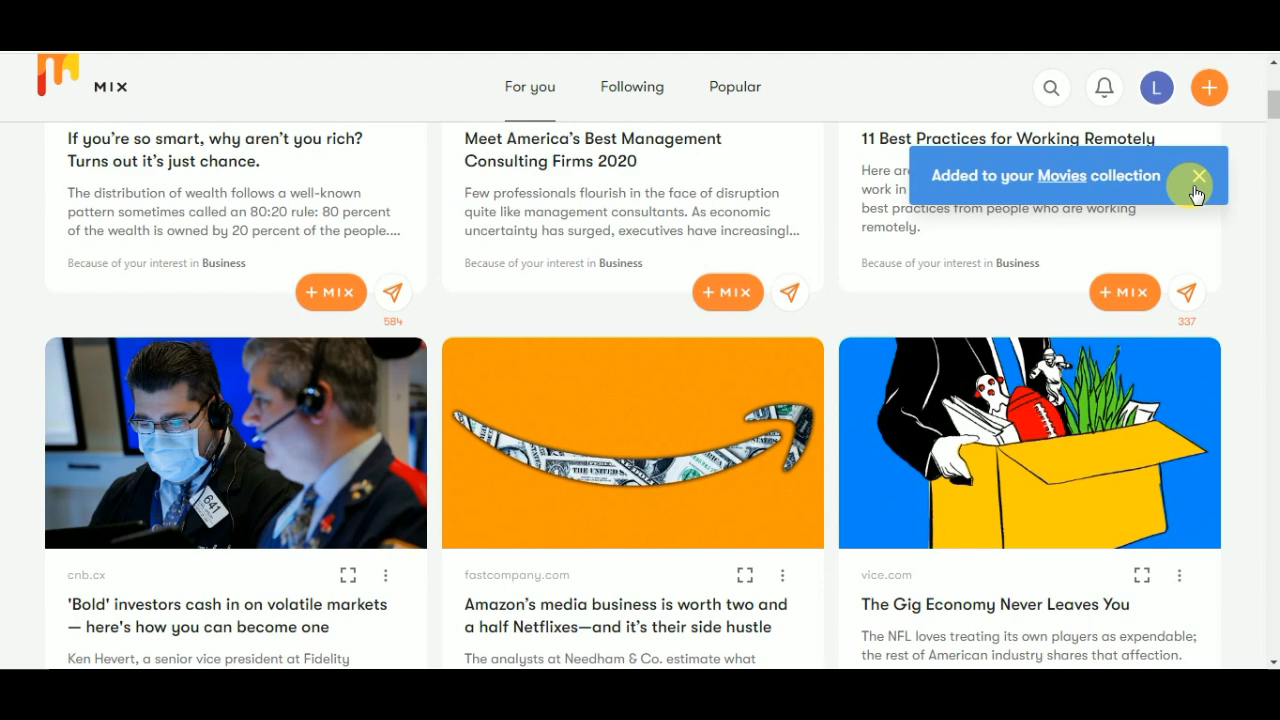 MIX
For you
Following
Popular
L
If you're so smart, why aren't you rich?
Turns out it's just chance.
The distribution of wealth follows a well-known
pattern sometimes called an 80:20 rule: 80 percent
of the wealth is owned by 20 percent of the people....
Because of your interest in Business
+ MIX
584
Meet America's Best Management
Consulting Firms 2020
Few professionals flourish in the face of disruption
quite like management consultants. As economic
uncertainty has surged, executives have increasingl...
Because of your interest in Business
+ MIX
11 Best Practices for Working Remotely
Here are
work in
best practices from people who are working
remotely.
Added to your Movies collection
Because of your interest in Business
+ MIX
337
641
cnb.cx
'Bold' investors cash in on volatile markets
— here's how you can become one
Ken Hevert, a senior vice president at Fidelity
THE UNITED S
fastcompany.com
Amazon's media business is worth two and
a half Netflixes—and it's their side hustle
The analysts at Needham & Co. estimate what
vice.com
The Gig Economy Never Leaves You
The NFL loves treating its own players as expendable;
the rest of American industry shares that affection.